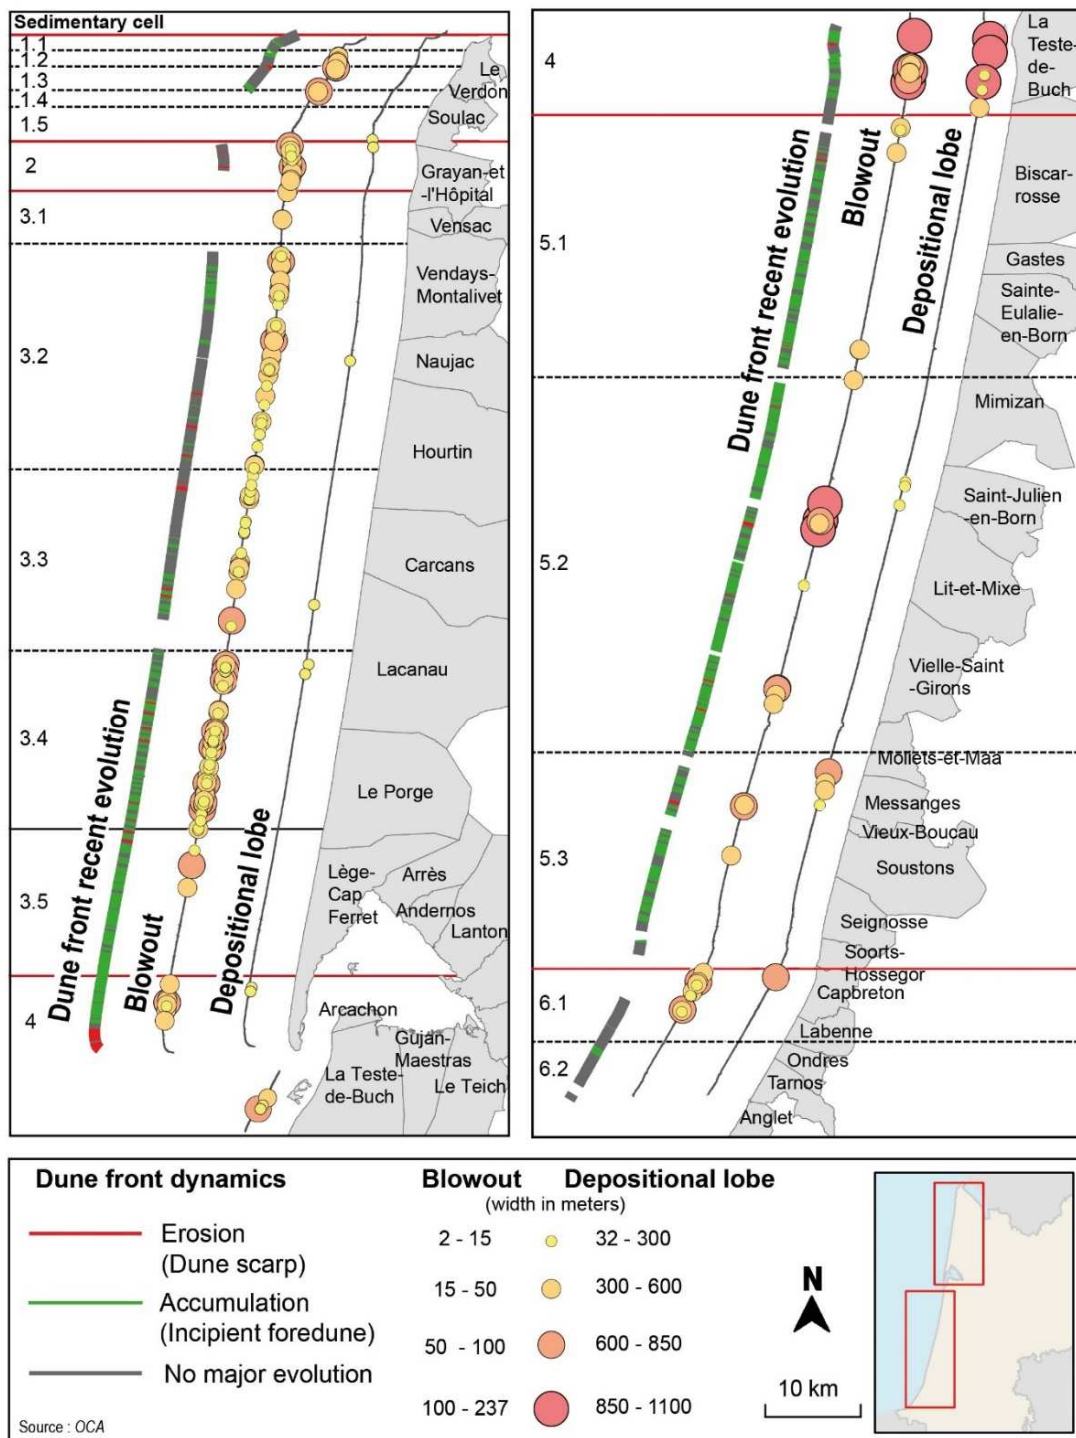 Sedimentary cell
1.1
1.2
1.3
1.4
1.5
2
3.1
3.2
3.3
3.4
3.5
4
Le
Verdon
Soulac
Grayan-et
-l'Hôpital
Vensac
Vendays-
Montalivet
Naujac
Hourtin
Carcans
Lacanau
Le Porge
Lège-
Cap
Ferret
Arrès
Andernos
Lanton
Arcachon
Gujan-
Maestras
La Teste-
de-Buch
Le Teich
Dune front recent evolution
Blowout
Depositional lobe
4
5.1
5.2
5.3
6.1
6.2
Dune front recent evolution
Blowout
Depositional lobe
La
Teste-
de-
Buch
Biscar-
rosse
Gastes
Sainte-
Eulalie-
en-Born
Mimizan
Saint-Julien
-en-Born
Lit-et-Mixe
Vielle-Saint
-Girons
Moliets-et-Maa
Messanges
Vieux-Boucau
Soustons
Seignosse
Soorts-
Hossegor
Capbreton
Labenne
Ondres
Tarnos
Anglet
Dune front dynamics
Erosion
(Dune scarp)
Accumulation
(Incipient foredune)
No major evolution
Source : OCA
Blowout Depositional lobe
(width in meters)
2 - 15 32 - 300
15 - 50 300 - 600
50 - 100 600 - 850
100 - 237 850 - 1100
N
10 km